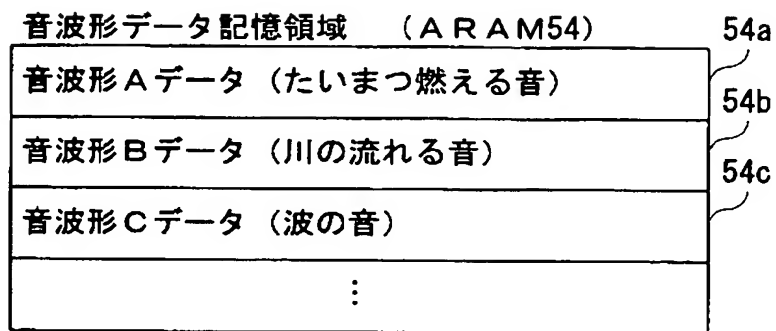 音波形データ記憶領域 (ARAM54)
54a
音波形Aデータ(たいまつ燃える音)
54b
音波形Bデータ(川の流れる音)
54c
音波形Cデータ(波の音)
⋮